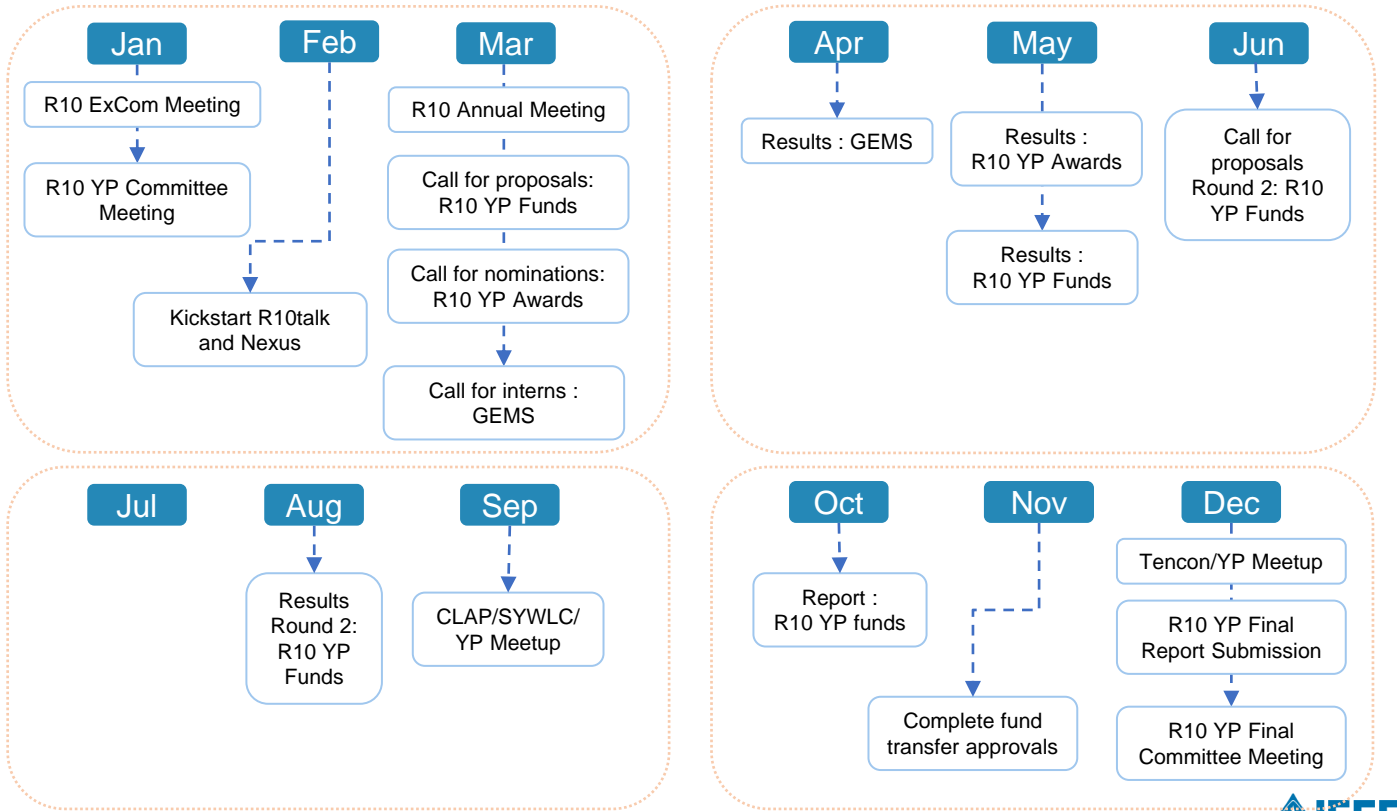 Jan
Feb
Mar
R10 ExCom Meeting
R10 YP Committee
Meeting
Kickstart R10talk
and Nexus
R10 Annual Meeting
Call for proposals:
R10 YP Funds
Call for nominations:
R10 YP Awards
Call for interns :
GEMS
Apr
May
Jun
Results : GEMS
Results :
R10 YP Awards
Results :
R10 YP Funds
Call for
proposals
Round 2: R10
YP Funds
Jul
Aug
Sep
Results
Round 2:
R10 YP
Funds
CLAP/SYWLC/
YP Meetup
Oct
Nov
Dec
Report :
R10 YP funds
Complete fund
transfer approvals
Tencon/YP Meetup
R10 YP Final
Report Submission
R10 YP Final
Committee Meeting